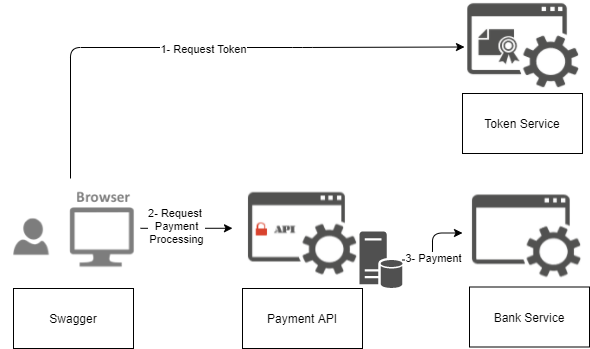 1- Request Token
Token Service
Browser
2- Request
Payment
Processing
API
3- Payment
Swagger
Payment API
Bank Service